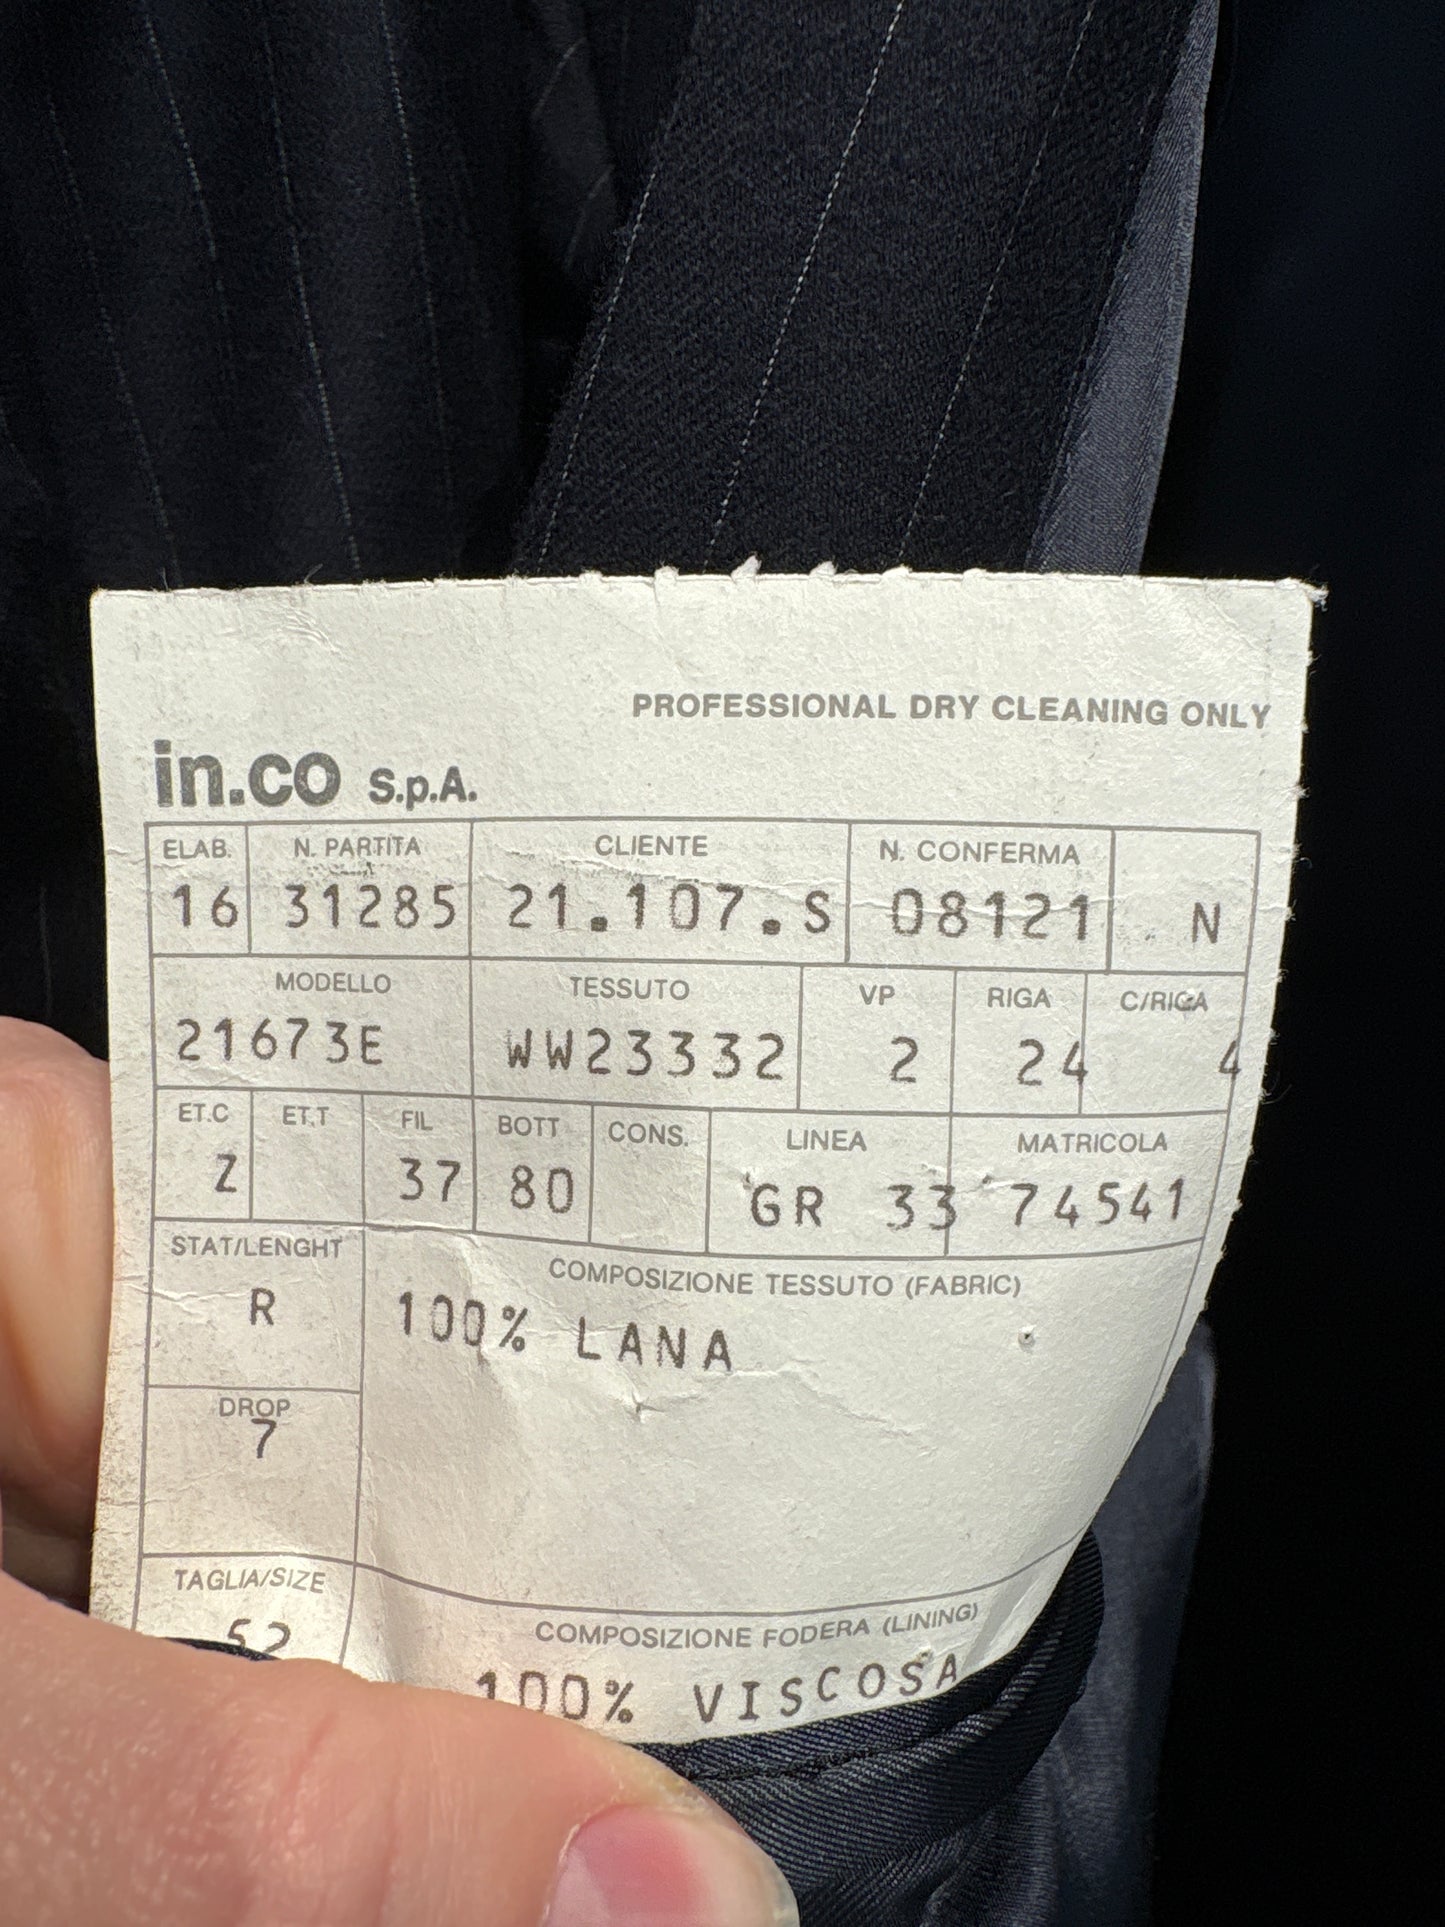 PROFESSIONAL DRY CLEANING ONLY
in.co S.p.A.
ELAB. N. PARTITA CLIENTE N. CONFERMA
16 31285 21.107.S 08121 N
MODELLO TESSUTO VP RIGA C/RIGA
21673E WW23332 2 24 4
ET.C ET.T FIL BOTT CONS. LINEA MATRICOLA
Z 37 80 GR 33 74541
STAT/LENGHT COMPOSIZIONE TESSUTO (FABRIC)
R 100% LANA
DROP
7
TAGLIA/SIZE COMPOSIZIONE FODERA (LINING)
52 100% VISCOSA